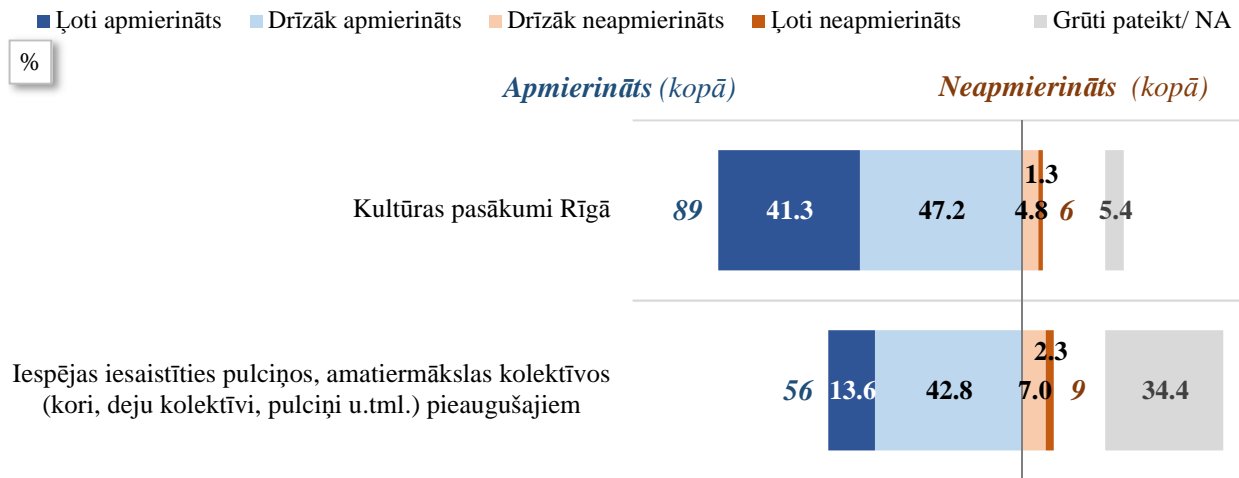 Ļoti apmierināts Drīzāk apmierināts Drīzāk neapmierināts Ļoti neapmierināts Grūti pateikt/ NA
%
Apmierināts (kopā) Neapmierināts (kopā)
Kultūras pasākumi Rīgā 89 41.3 47.2 4.8 1.3 6 5.4
Iespējas iesaistīties pulciņos, amatiermākslas kolektīvos
(kori, deju kolektīvi, pulciņi u.tml.) pieaugušajiem
56 13.6 42.8 7.0 2.3 9 34.4